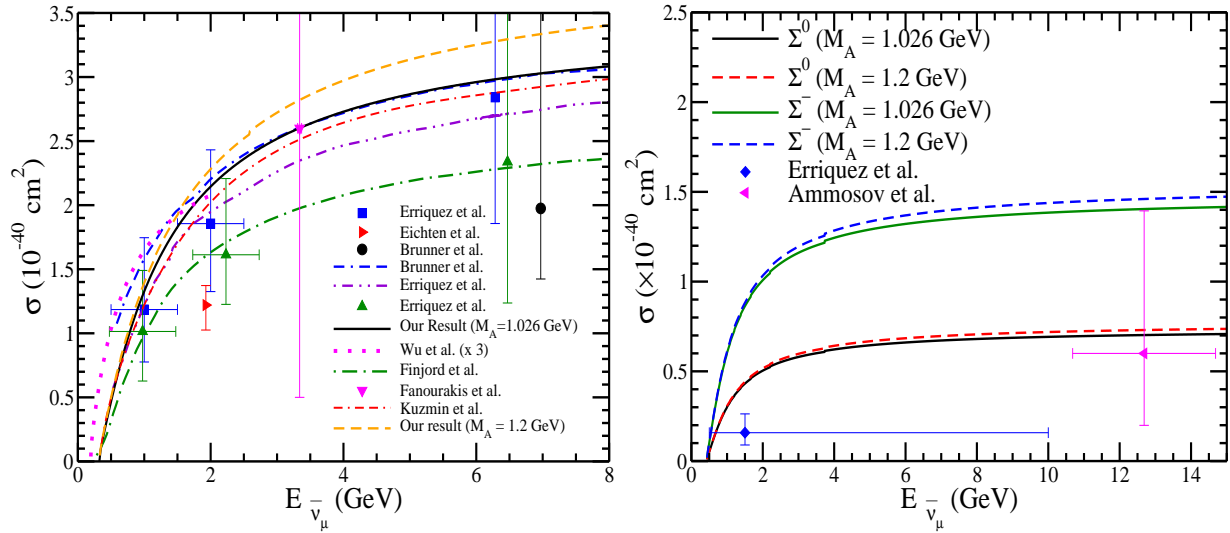 σ (10⁻⁴⁰ cm²)
4
3.5
3
2.5
2
1.5
1
0.5
0
Erriquez et al.
Eichten et al.
Brunner et al.
Brunner et al.
Erriquez et al.
Erriquez et al.
Our Result (M_A=1.026 GeV)
Wu et al. (x 3)
Finjord et al.
Fanourakis et al.
Kuzmin et al.
Our result (M_A = 1.2 GeV)
0 2 4 6 8
E_ν̄_μ (GeV)
σ (×10⁻⁴⁰ cm²)
2.5
2
1.5
1
0.5
0
Σ⁰ (M_A = 1.026 GeV)
Σ⁰ (M_A = 1.2 GeV)
Σ⁻ (M_A = 1.026 GeV)
Σ⁻ (M_A = 1.2 GeV)
Erriquez et al.
Ammosov et al.
0 2 4 6 8 10 12 14
E_ν̄_μ (GeV)